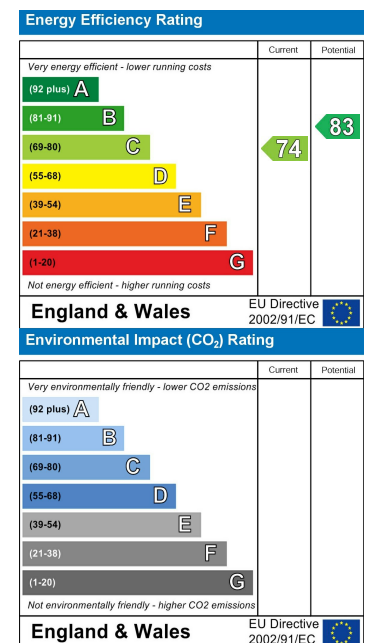 Energy Efficiency Rating
Current Potential
Very energy efficient - lower running costs
(92 plus) A
(81-91) B
83
(69-80) C
74
(55-68) D
(39-54) E
(21-38) F
(1-20) G
Not energy efficient - higher running costs
England & Wales
EU Directive
2002/91/EC
Environmental Impact (CO₂) Rating
Current Potential
Very environmentally friendly - lower CO2 emissions
(92 plus) A
(81-91) B
(69-80) C
(55-68) D
(39-54) E
(21-38) F
(1-20) G
Not environmentally friendly - higher CO2 emissions
England & Wales
EU Directive
2002/91/EC